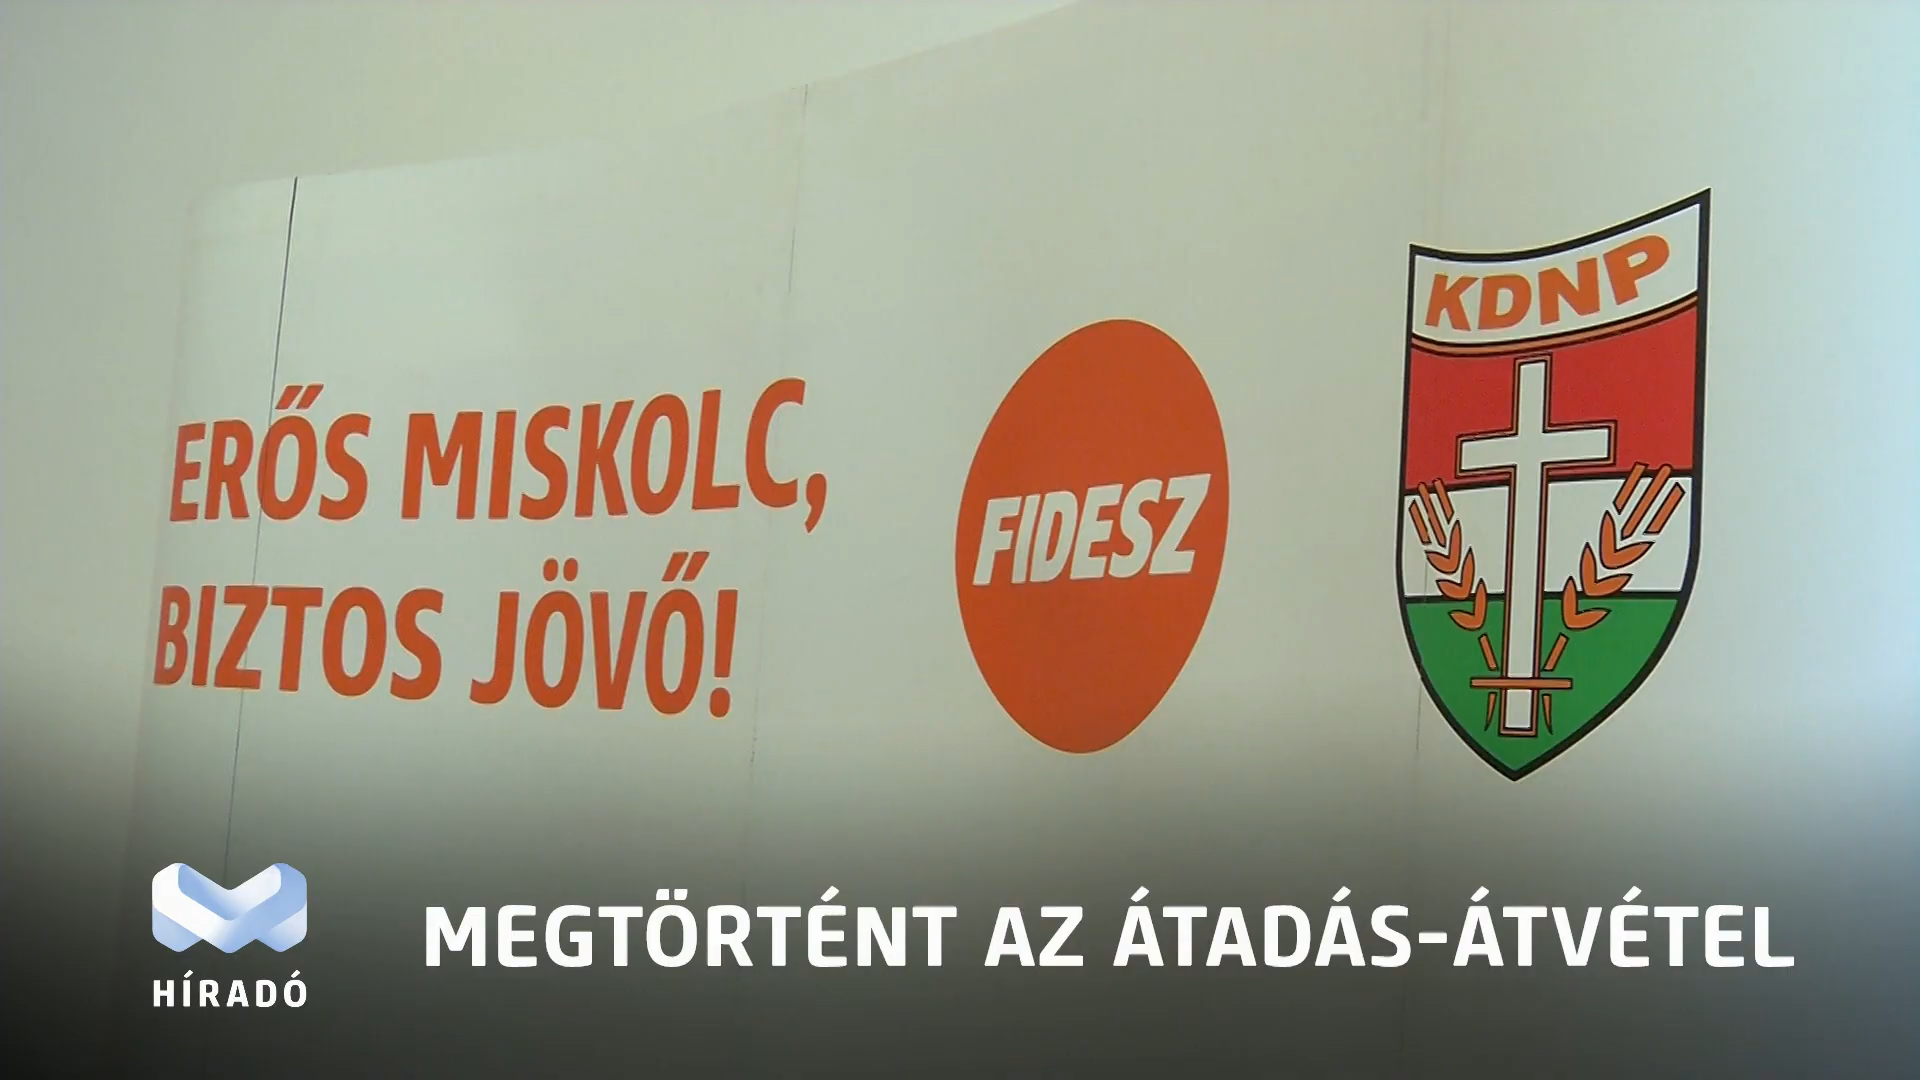 ERŐS MISKOLC,
BIZTOS JÖVŐ!
FIDESZ
KDNP
HÍRADÓ
MEGTÖRTÉNT AZ ÁTADÁS-ÁTVÉTEL